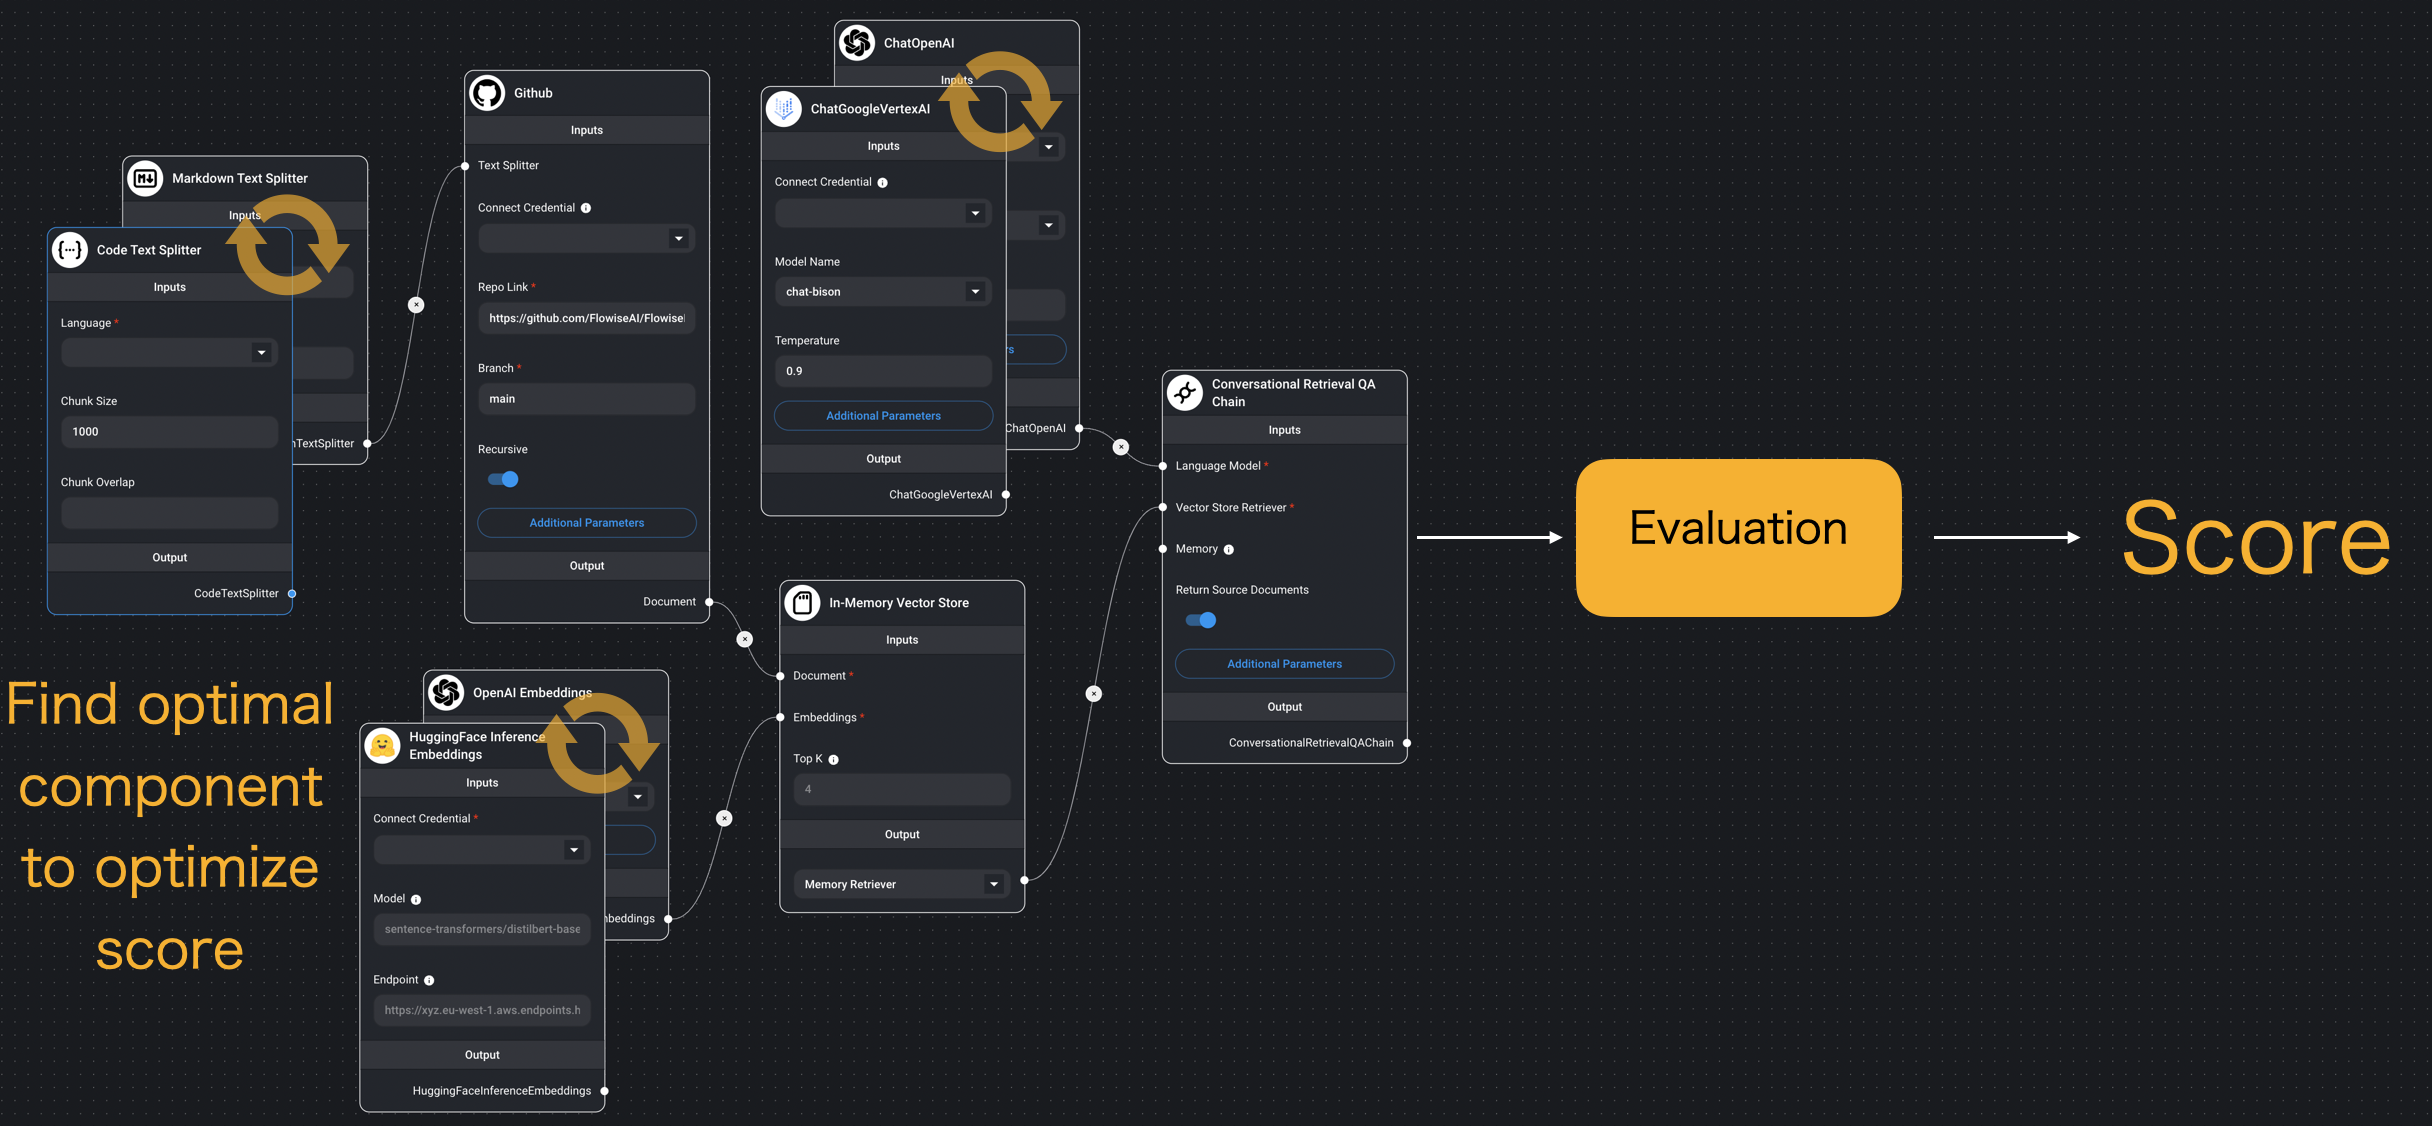 Markdown Text Splitter
Inputs
nTextSplitter
Code Text Splitter
Inputs
Language *
Chunk Size
1000
Chunk Overlap
Output
CodeTextSplitter
Find optimal
component
to optimize
score
Github
Inputs
Text Splitter
Connect Credential
Repo Link *
https://github.com/FlowiseAI/Flowise
Branch *
main
Recursive
Additional Parameters
Output
Document
OpenAI Embeddings
nbeddings
HuggingFace Inference
Embeddings
Inputs
Connect Credential *
Model
sentence-transformers/distilbert-base
Endpoint
https://xyz.eu-west-1.aws.endpoints.h
Output
HuggingFaceInferenceEmbeddings
ChatOpenAI
Inputs
s
ChatOpenAI
ChatGoogleVertexAI
Inputs
Connect Credential
Model Name
chat-bison
Temperature
0.9
Additional Parameters
Output
ChatGoogleVertexAI
In-Memory Vector Store
Inputs
Document *
Embeddings *
Top K
4
Output
Memory Retriever
Conversational Retrieval QA
Chain
Inputs
Language Model *
Vector Store Retriever *
Memory
Return Source Documents
Additional Parameters
Output
ConversationalRetrievalQAChain
Evaluation
Score